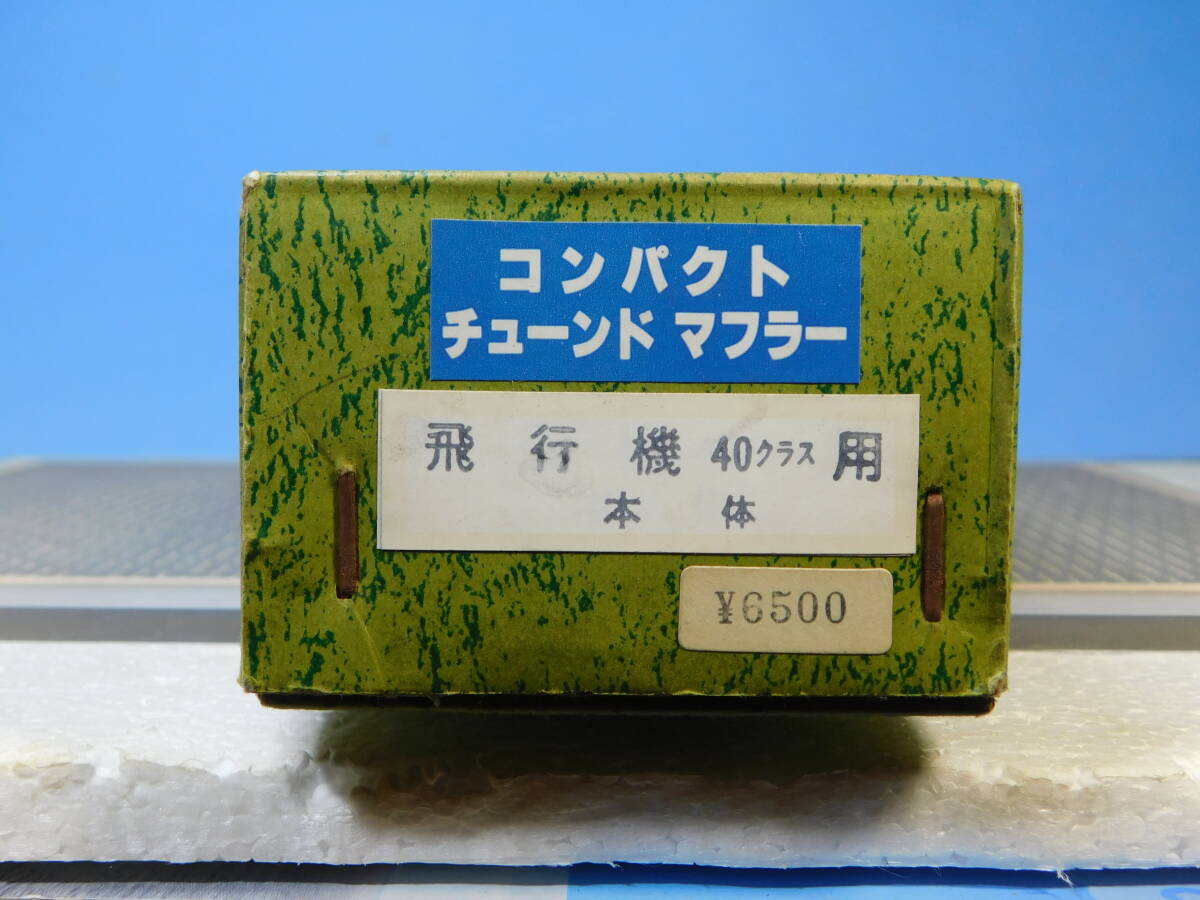 コンパクト
チューンド マフラー
飛行機 40クラス 用
本体
¥6500